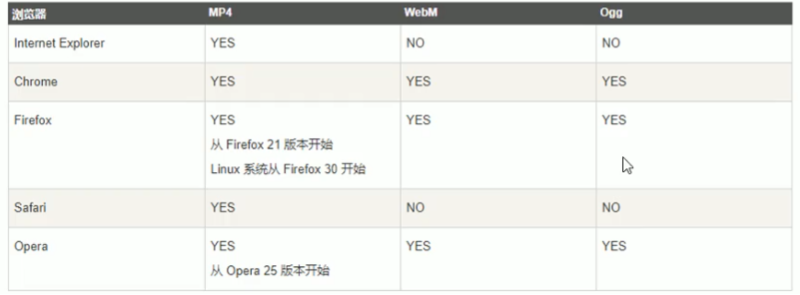 浏览器 MP4 WebM Ogg
Internet Explorer YES NO NO
Chrome YES YES YES
Firefox YES YES YES
从 Firefox 21 版本开始
Linux 系统从 Firefox 30 开始
Safari YES NO NO
Opera YES YES YES
从 Opera 25 版本开始